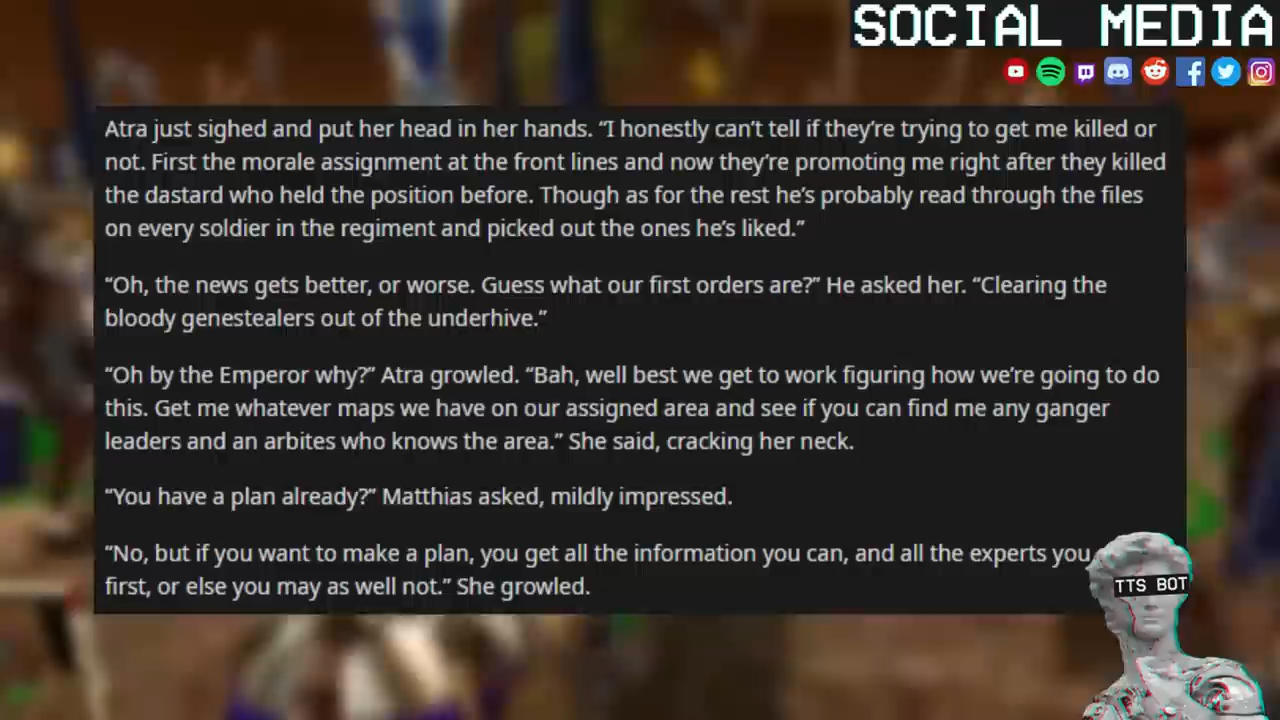 SOCIAL MEDIA
Atra just sighed and put her head in her hands. “I honestly can’t tell if they’re trying to get me killed or
not. First the morale assignment at the front lines and now they’re promoting me right after they killed
the dastard who held the position before. Though as for the rest he’s probably read through the files
on every soldier in the regiment and picked out the ones he’s liked.”
“Oh, the news gets better, or worse. Guess what our first orders are?” He asked her. “Clearing the
bloody genestealers out of the underhive.”
“Oh by the Emperor why?” Atra growled. “Bah, well best we get to work figuring how we’re going to do
this. Get me whatever maps we have on our assigned area and see if you can find me any ganger
leaders and an arbites who knows the area.” She said, cracking her neck.
“You have a plan already?” Matthias asked, mildly impressed.
“No, but if you want to make a plan, you get all the information you can, and all the experts you
first, or else you may as well not.” She growled.
TTS BOT